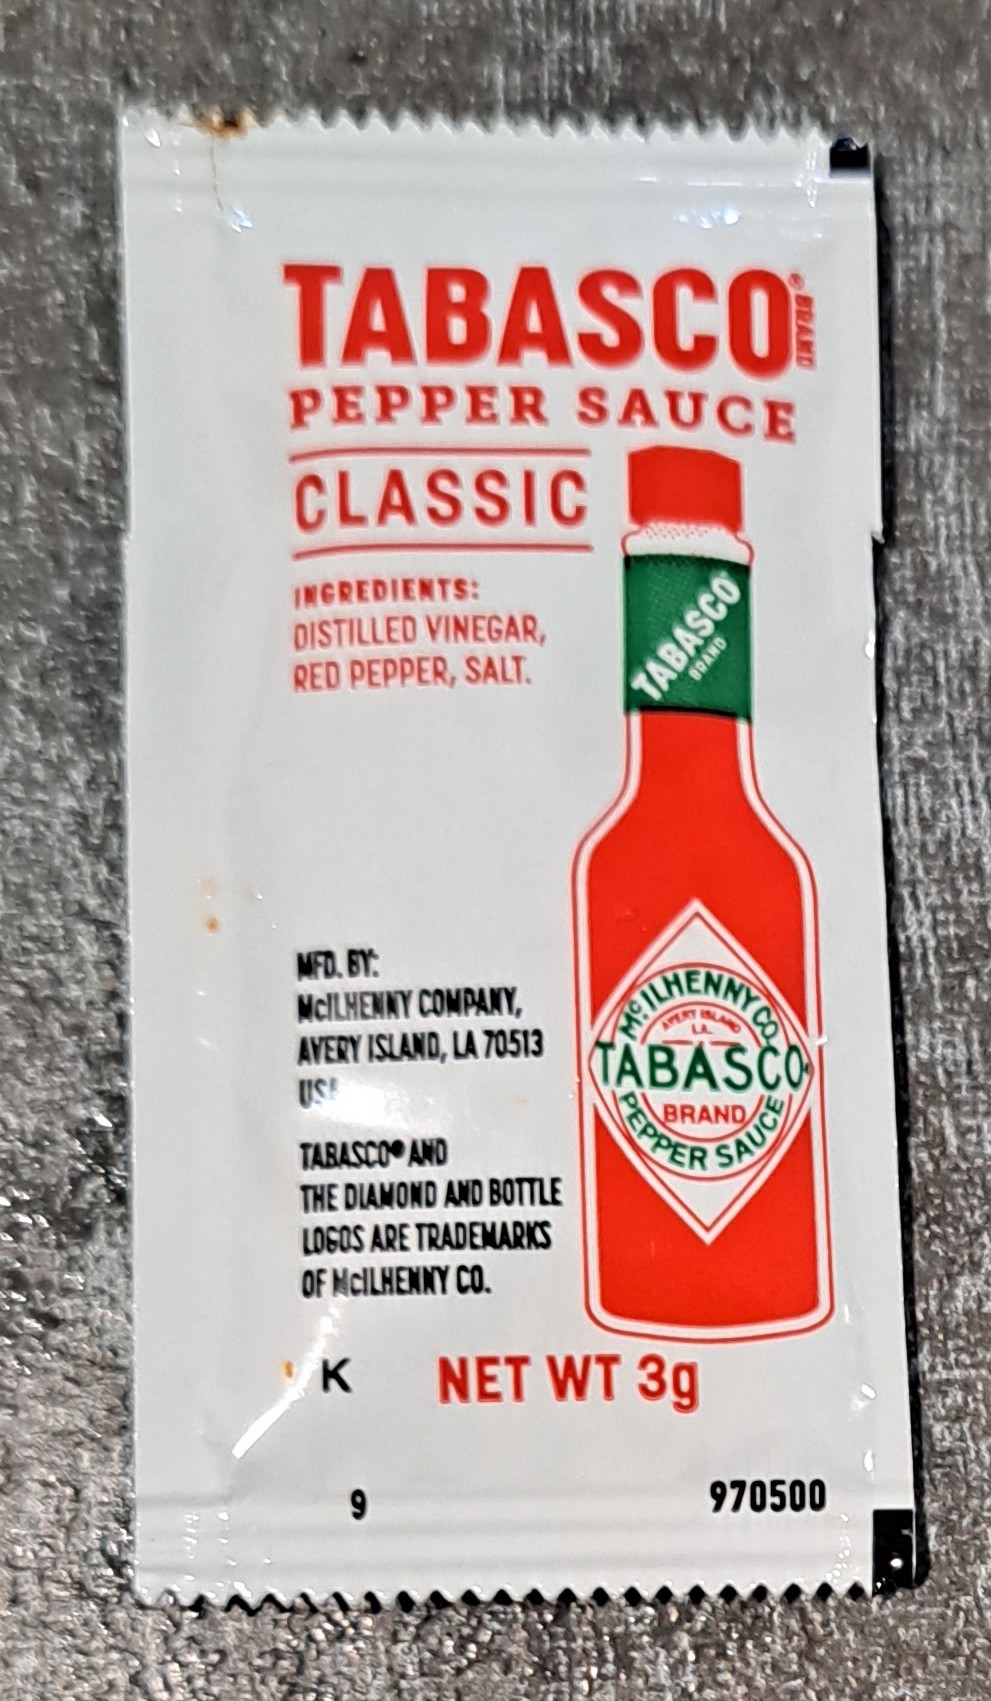 TABASCO® BRAND
PEPPER SAUCE
CLASSIC
INGREDIENTS:
DISTILLED VINEGAR,
RED PEPPER, SALT.
TABASCO®
BRAND
MFD. BY:
McILHENNY COMPANY,
AVERY ISLAND, LA 70513
USA
TABASCO® AND
THE DIAMOND AND BOTTLE
LOGOS ARE TRADEMARKS
OF McILHENNY CO.
McILHENNY CO.
AVERY ISLAND
LA.
TABASCO
BRAND
PEPPER SAUCE
K
NET WT 3g
9
970500